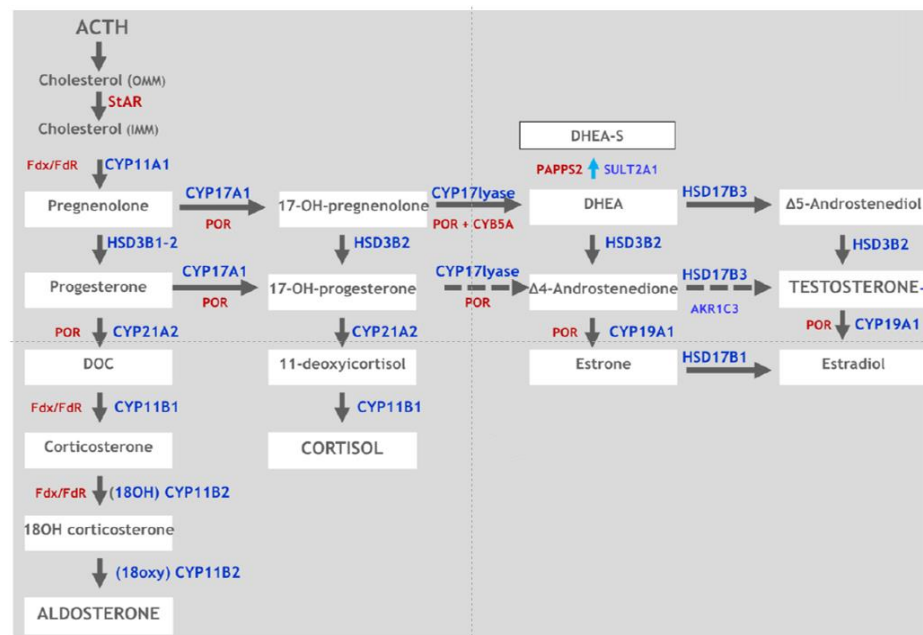 ACTH
Cholesterol (OMM)
StAR
Cholesterol (IMM)
DHEA-S
Fdx/FdR CYP11A1
PAPPS2 SULT2A1
CYP17A1
CYP17lyase
HSD17B3
Pregnenolone
17-OH-pregnenolone
DHEA
Δ5-Androstenediol
POR
POR + CYB5A
HSD3B1-2
HSD3B2
HSD3B2
HSD3B2
CYP17A1
CYP17lyase
HSD17B3
Progesterone
17-OH-progesterone
Δ4-Androstenedione
TESTOSTERONE
POR
POR
AKR1C3
POR CYP21A2
CYP21A2
POR CYP19A1
POR CYP19A1
DOC
11-deoxyicortisol
Estrone
HSD17B1
Estradiol
Fdx/FdR CYP11B1
CYP11B1
Corticosterone
CORTISOL
Fdx/FdR (18OH) CYP11B2
18OH corticosterone
(18oxy) CYP11B2
ALDOSTERONE